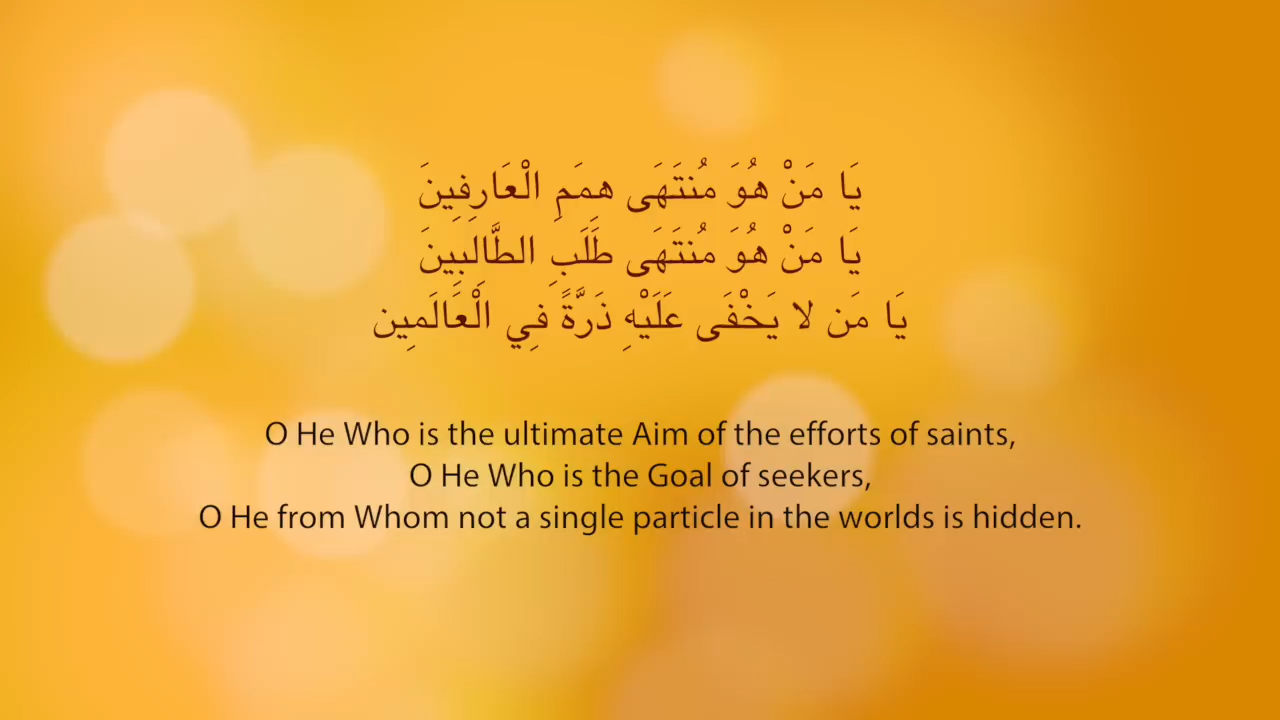 يَا مَنْ هُوَ مُنتَهَى همَمِ الْعَارِفِينَ
يَا مَنْ هُوَ مُنتَهَى طَلَبِ الطَّالِبِينَ
يَا مَن لا يَخْفَى عَلَيْهِ ذَرَّةً فِي الْعَالَمِين
O He Who is the ultimate Aim of the efforts of saints,
O He Who is the Goal of seekers,
O He from Whom not a single particle in the worlds is hidden.